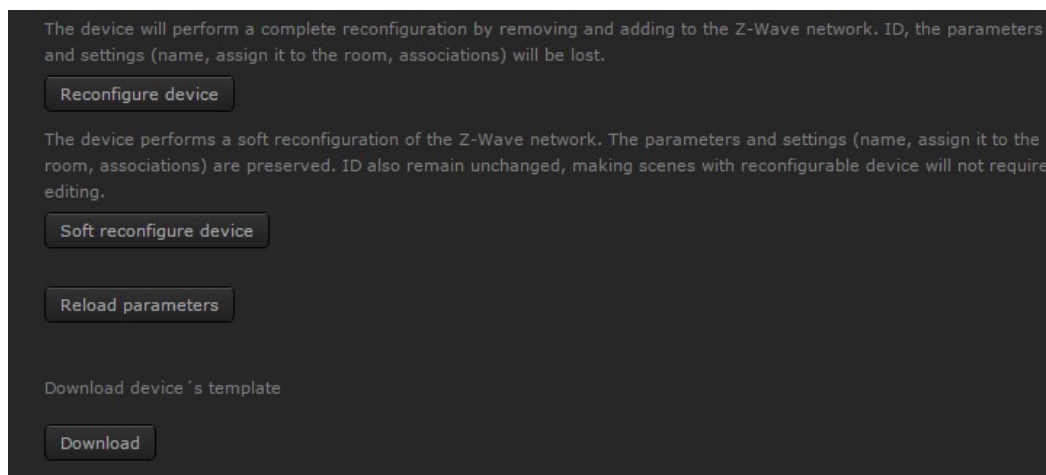 The device will perform a complete reconfiguration by removing and adding to the Z-Wave network. ID, the parameters
and settings (name, assign it to the room, associations) will be lost.
Reconfigure device
The device performs a soft reconfiguration of the Z-Wave network. The parameters and settings (name, assign it to the
room, associations) are preserved. ID also remain unchanged, making scenes with reconfigurable device will not require
editing.
Soft reconfigure device
Reload parameters
Download device´s template
Download